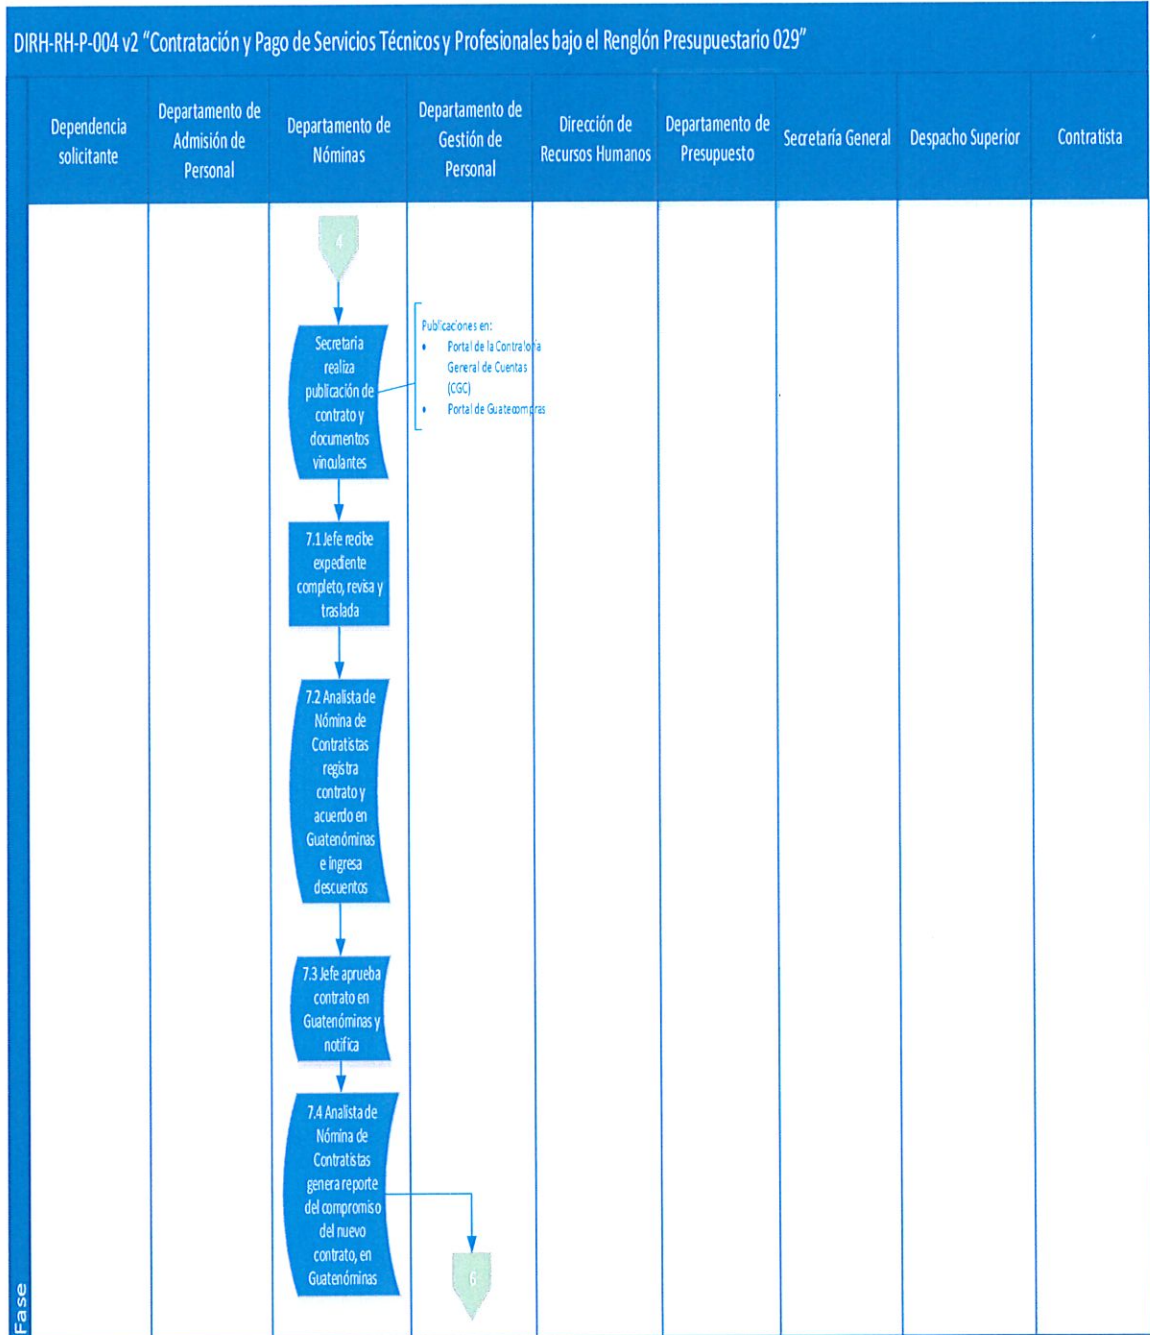 DIRH-RH-P-004 v2 “Contratación y Pago de Servicios Técnicos y Profesionales bajo el Renglón Presupuestario 029”
Dependencia
solicitante
Departamento de
Admisión de
Personal
Departamento de
Nóminas
Departamento de
Gestión de
Personal
Dirección de
Recursos Humanos
Departamento de
Presupuesto
Secretaría General
Despacho Superior
Contratista
4
Secretaria
realiza
publicación de
contrato y
documentos
vinculantes
Publicaciones en:
• Portal de la Contraloría
General de Cuentas
(CGC)
• Portal de Guatecompras
7.1 Jefe recibe
expediente
completo, revisa y
traslada
7.2 Analista de
Nómina de
Contratistas
registra
contrato y
acuerdo en
Guatenóminas
e ingresa
descuentos
7.3 Jefe aprueba
contrato en
Guatenóminas y
notifica
7.4 Analista de
Nómina de
Contratistas
genera reporte
del compromiso
del nuevo
contrato, en
Guatenóminas
6
Fase